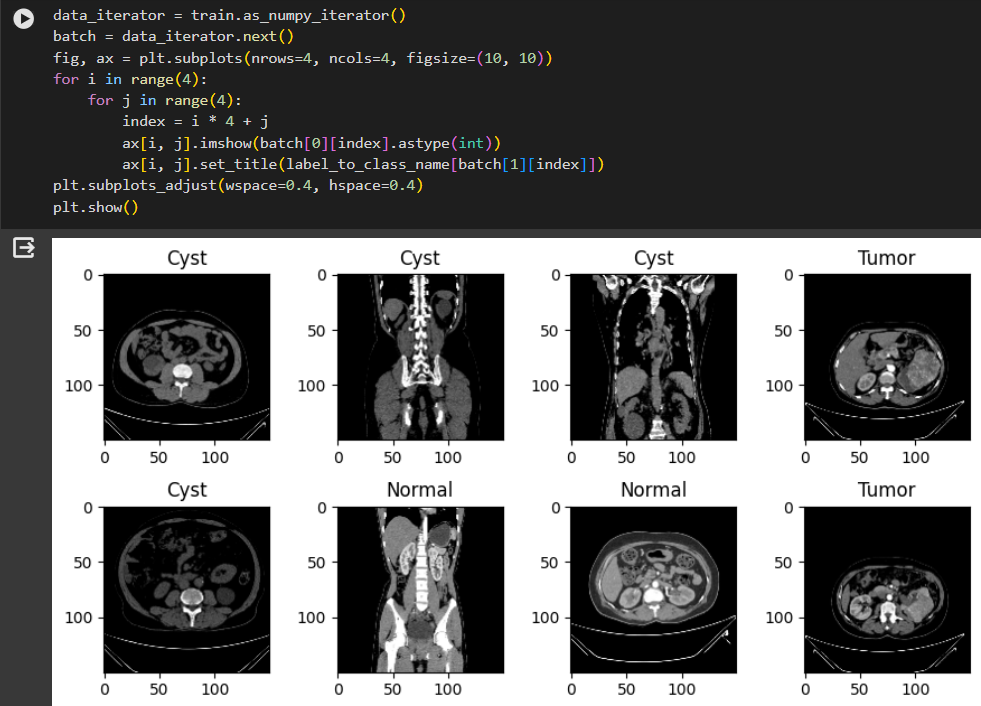 data_iterator = train.as_numpy_iterator()
batch = data_iterator.next()
fig, ax = plt.subplots(nrows=4, ncols=4, figsize=(10, 10))
for i in range(4):
    for j in range(4):
        index = i * 4 + j
        ax[i, j].imshow(batch[0][index].astype(int))
        ax[i, j].set_title(label_to_class_name[batch[1][index]])
plt.subplots_adjust(wspace=0.4, hspace=0.4)
plt.show()
Cyst Cyst Cyst Tumor
0 0 0 0
50 50 50 50
100 100 100 100
0 50 100 0 50 100 0 50 100 0 50 100
Cyst Normal Normal Tumor
0 0 0 0
50 50 50 50
100 100 100 100
0 50 100 0 50 100 0 50 100 0 50 100